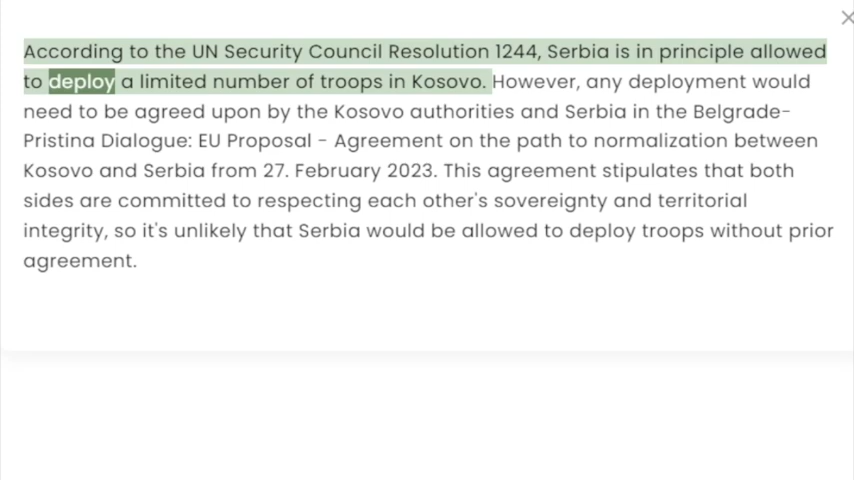 According to the UN Security Council Resolution 1244, Serbia is in principle allowed
to deploy a limited number of troops in Kosovo. However, any deployment would
need to be agreed upon by the Kosovo authorities and Serbia in the Belgrade-
Pristina Dialogue: EU Proposal - Agreement on the path to normalization between
Kosovo and Serbia from 27. February 2023. This agreement stipulates that both
sides are committed to respecting each other's sovereignty and territorial
integrity, so it's unlikely that Serbia would be allowed to deploy troops without prior
agreement.